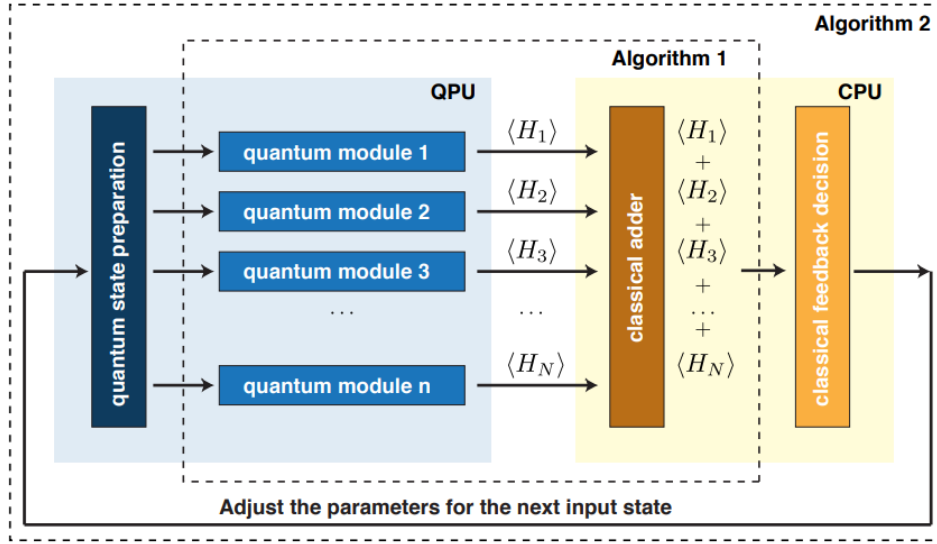 Algorithm 2
Algorithm 1
QPU
CPU
quantum state preparation
quantum module 1
quantum module 2
quantum module 3
...
quantum module n
⟨H₁⟩
⟨H₂⟩
⟨H₃⟩
...
⟨H_N⟩
classical adder
⟨H₁⟩
+
⟨H₂⟩
+
⟨H₃⟩
+
...
+
⟨H_N⟩
classical feedback decision
Adjust the parameters for the next input state